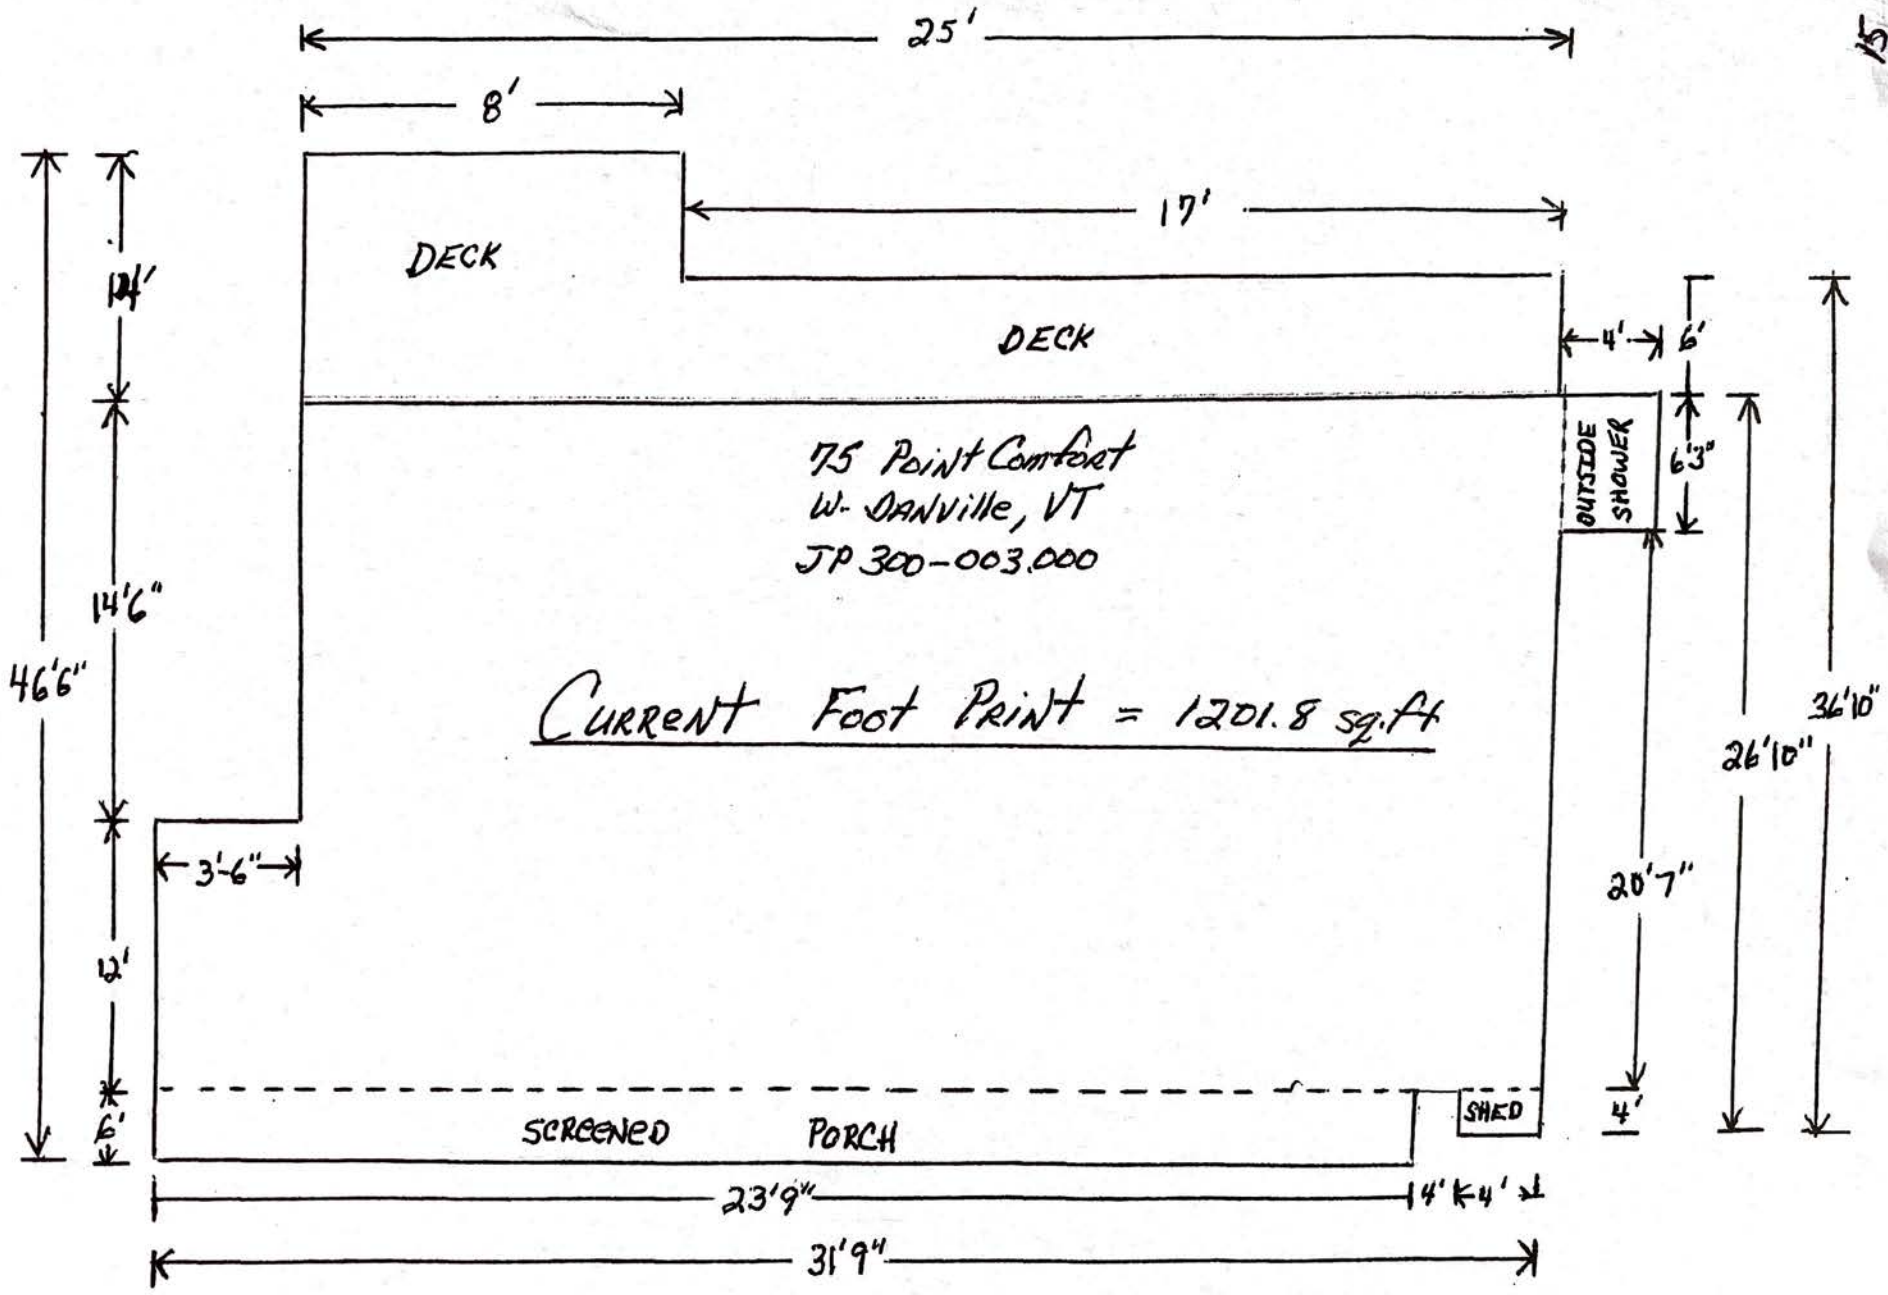 25'
15
8'
17'
DECK
DECK
4'
6'
75 Point Comfort
W. DANVille, VT
JP 300-003.000
OUTSIDE
SHOWER
6'3"
14'6"
46'6"
CURRENT FOOT PRINT = 1201.8 sq.ft
36'10"
26'10"
3'-6"
20'7"
12'
6'
SCREENED PORCH
SHED
4'
23'9"
4'
4'
31'9"